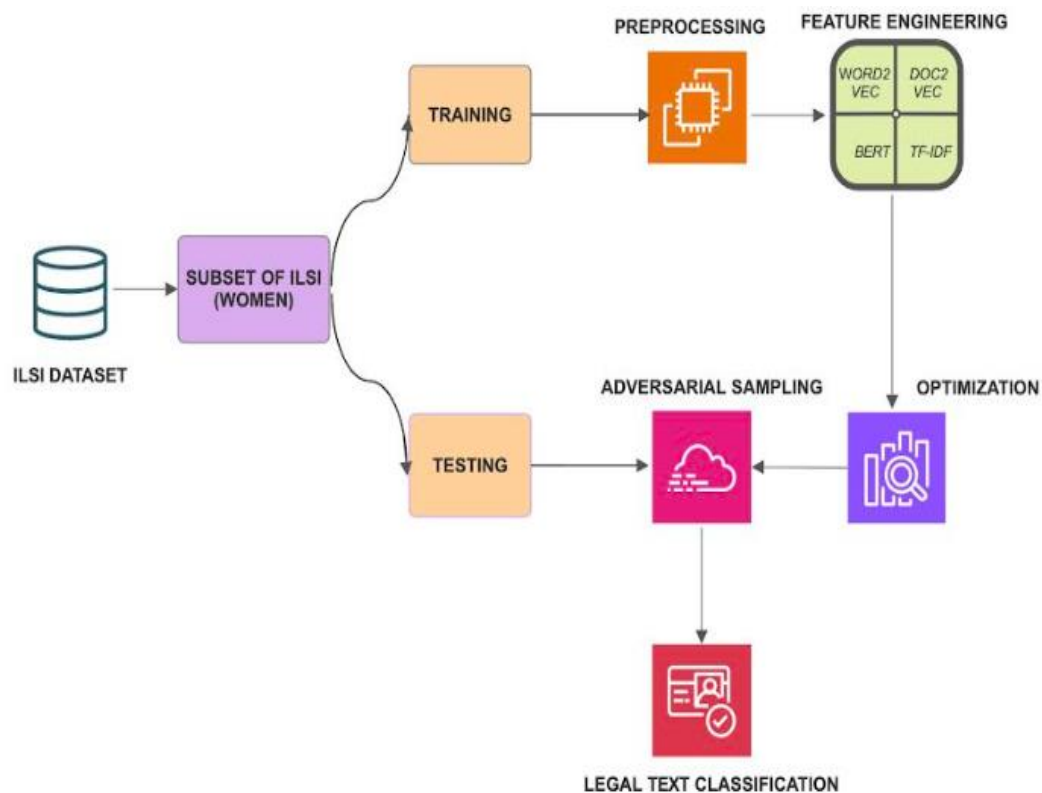 PREPROCESSING
FEATURE ENGINEERING
WORD2
VEC
DOC2
VEC
BERT
TF-IDF
TRAINING
SUBSET OF ILSI
(WOMEN)
ILSI DATASET
ADVERSARIAL SAMPLING
OPTIMIZATION
TESTING
LEGAL TEXT CLASSIFICATION